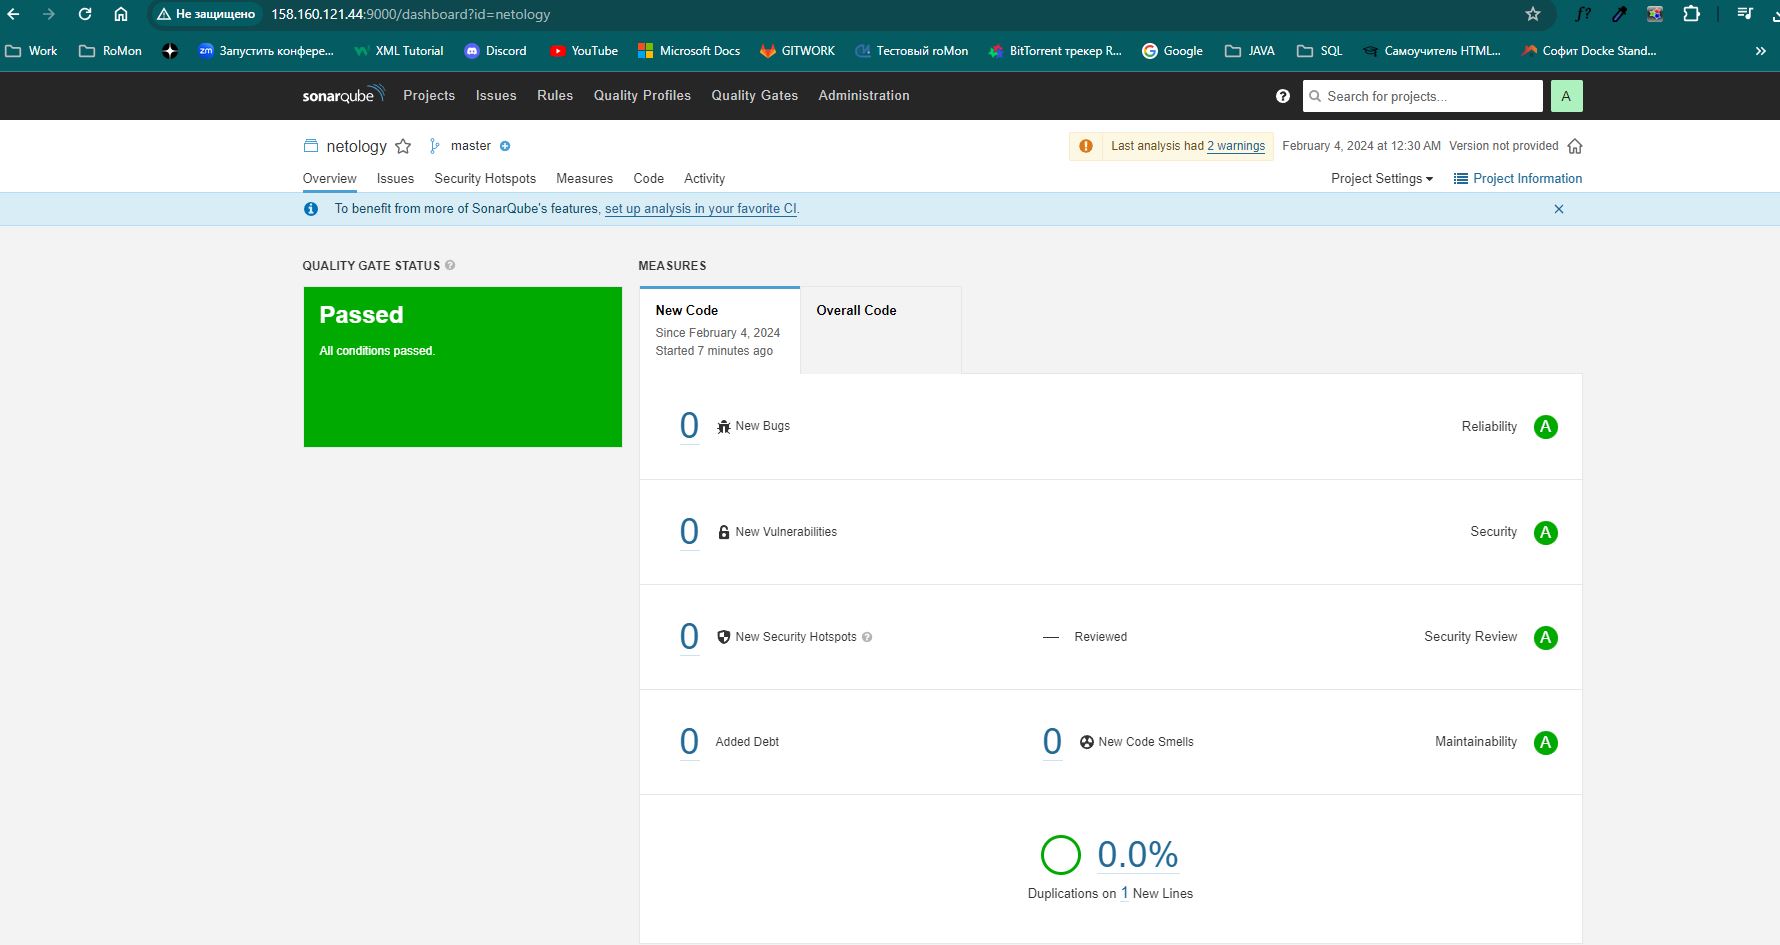 Не защищено 158.160.121.44:9000/dashboard?id=netology
Work RoMon Запустить конфере... XML Tutorial Discord YouTube Microsoft Docs GITWORK Тестовый roMon BitTorrent трекер R... Google JAVA SQL Самоучитель HTML... Софит Docke Stand... »
sonarqube Projects Issues Rules Quality Profiles Quality Gates Administration Search for projects... A
netology master Last analysis had 2 warnings February 4, 2024 at 12:30 AM Version not provided
Overview Issues Security Hotspots Measures Code Activity Project Settings Project Information
To benefit from more of SonarQube's features, set up analysis in your favorite CI.
QUALITY GATE STATUS
Passed
All conditions passed.
MEASURES
New Code
Since February 4, 2024
Started 7 minutes ago
Overall Code
0 New Bugs Reliability A
0 New Vulnerabilities Security A
0 New Security Hotspots — Reviewed Security Review A
0 Added Debt 0 New Code Smells Maintainability A
0.0%
Duplications on 1 New Lines